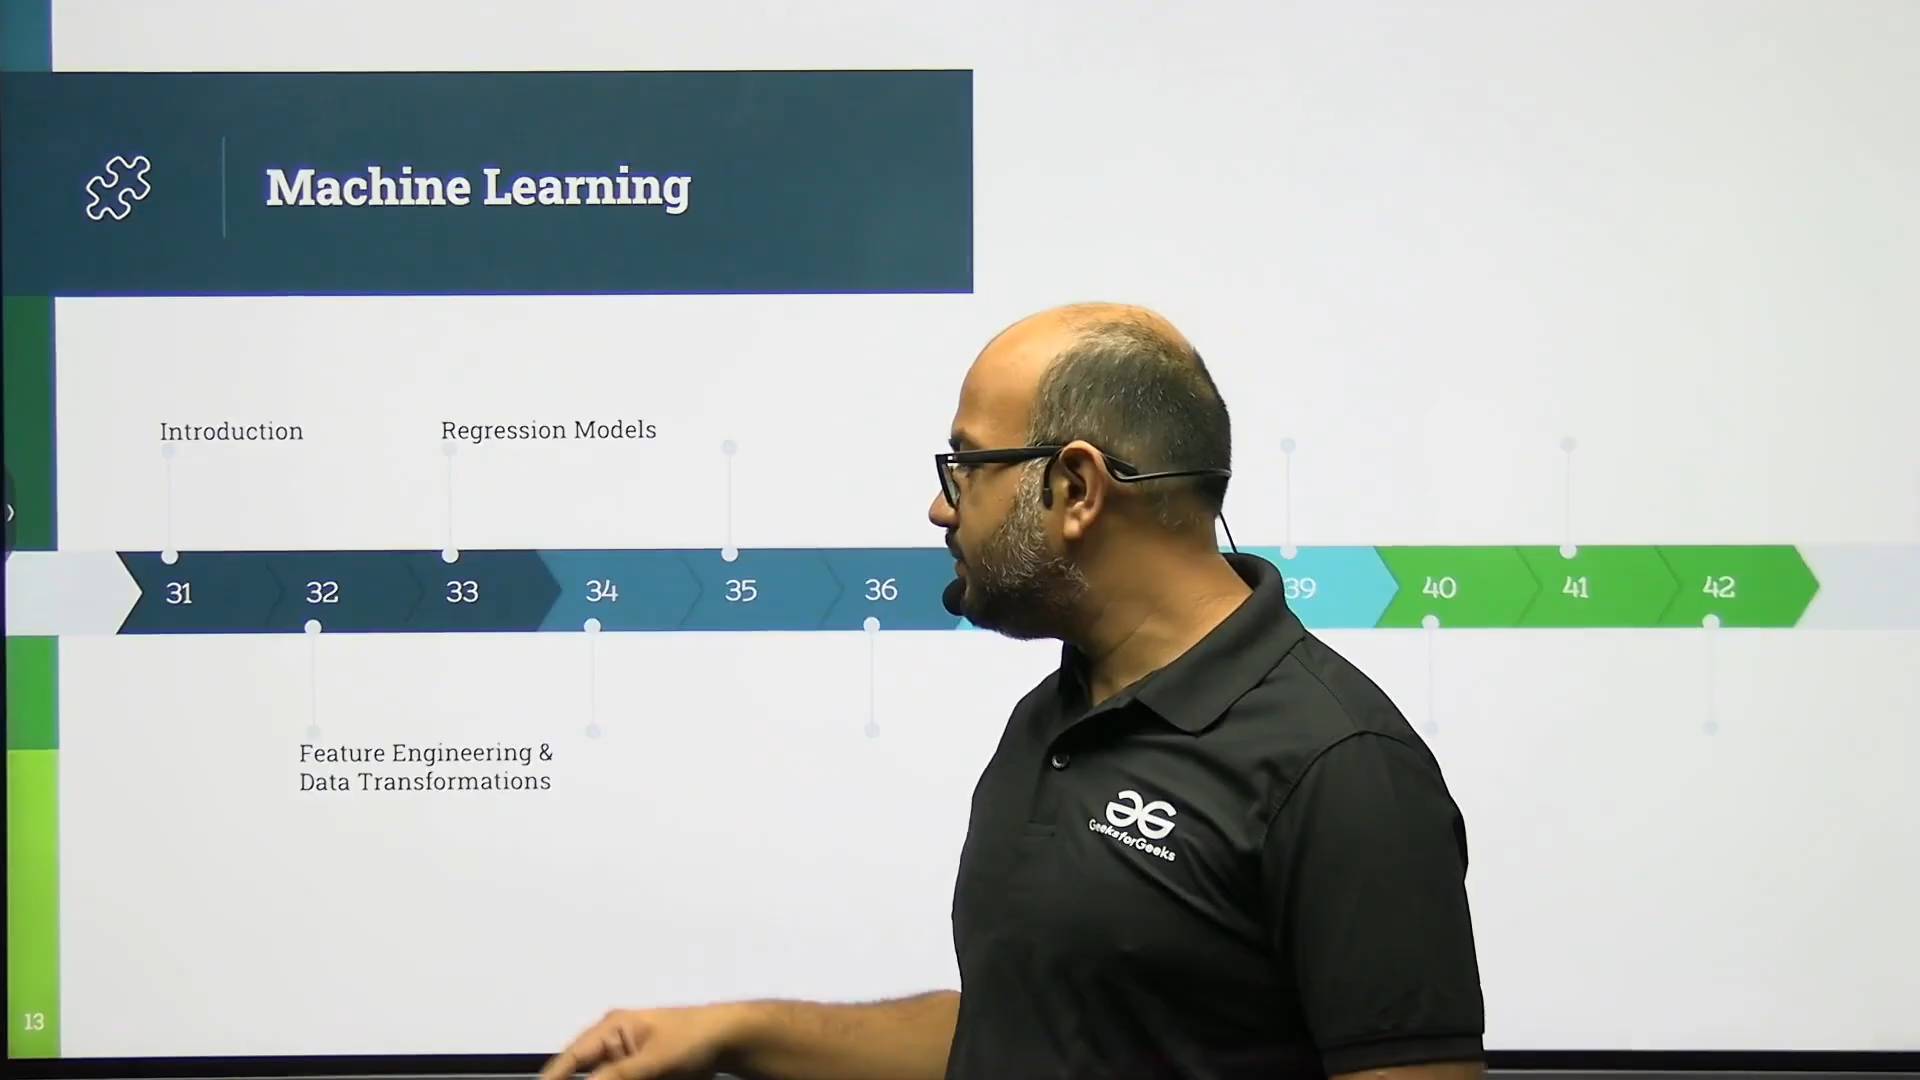 Machine Learning
Introduction
Regression Models
31 32 33 34 35 36 39 40 41 42
Feature Engineering &
Data Transformations
GeeksforGeeks
13